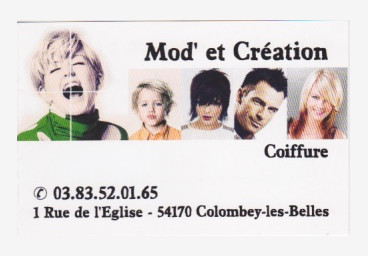 Mod' et Création
Coiffure
✆ 03.83.52.01.65
1 Rue de l'Eglise - 54170 Colombey-les-Belles